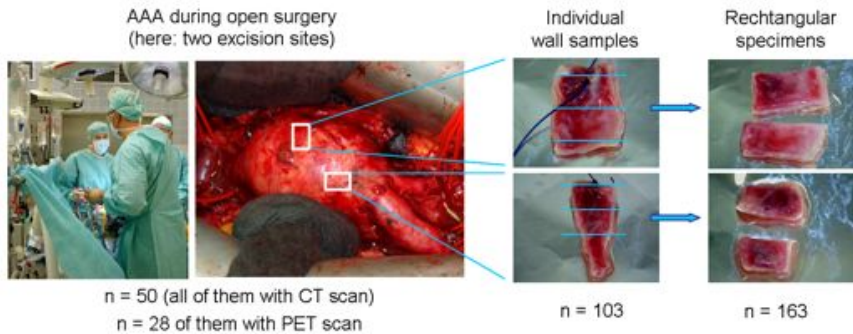 AAA during open surgery
(here: two excision sites)
Individual
wall samples
Rechtangular
specimens
n = 50 (all of them with CT scan)
n = 28 of them with PET scan
n = 103
n = 163